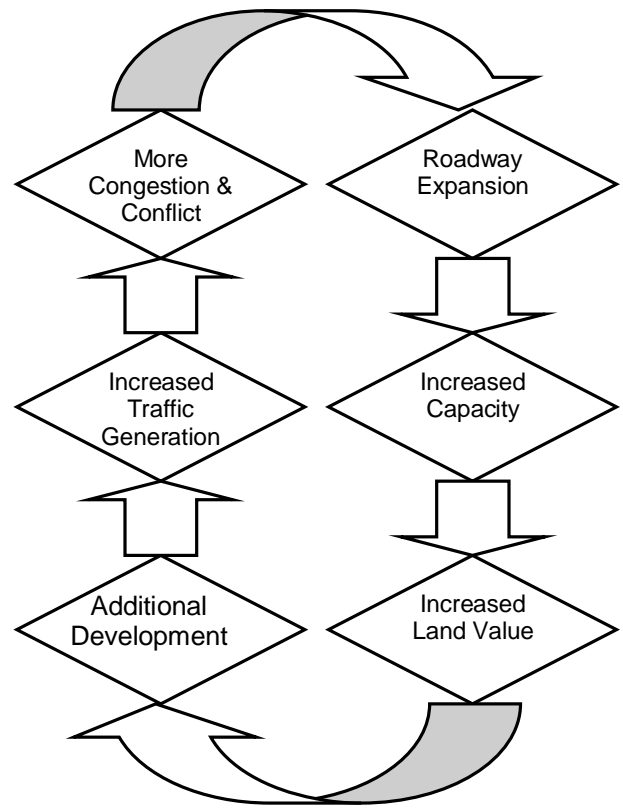 More
Congestion &
Conflict
Roadway
Expansion
Increased
Traffic
Generation
Increased
Capacity
Additional
Development
Increased
Land Value